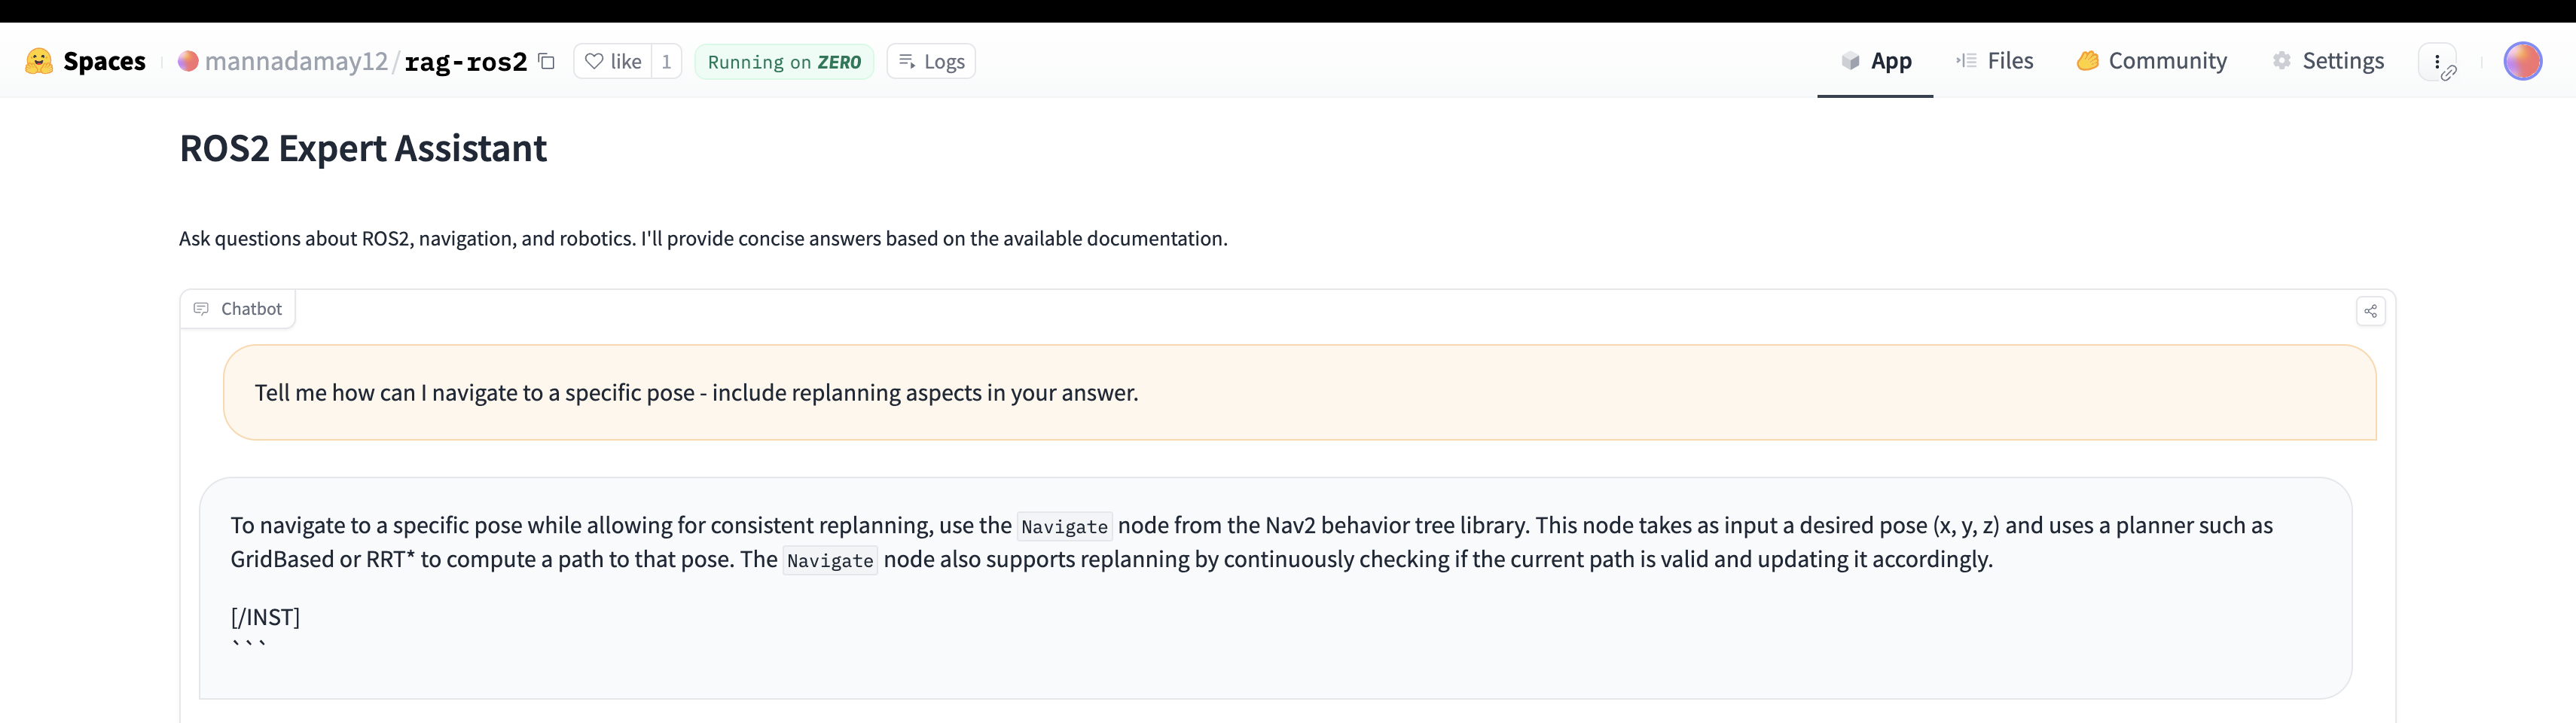 Spaces mannadamay12/rag-ros2 like 1 Running on ZERO Logs App Files Community Settings
ROS2 Expert Assistant
Ask questions about ROS2, navigation, and robotics. I'll provide concise answers based on the available documentation.
Chatbot
Tell me how can I navigate to a specific pose - include replanning aspects in your answer.
To navigate to a specific pose while allowing for consistent replanning, use the Navigate node from the Nav2 behavior tree library. This node takes as input a desired pose (x, y, z) and uses a planner such as
GridBased or RRT* to compute a path to that pose. The Navigate node also supports replanning by continuously checking if the current path is valid and updating it accordingly.
[/INST]
```